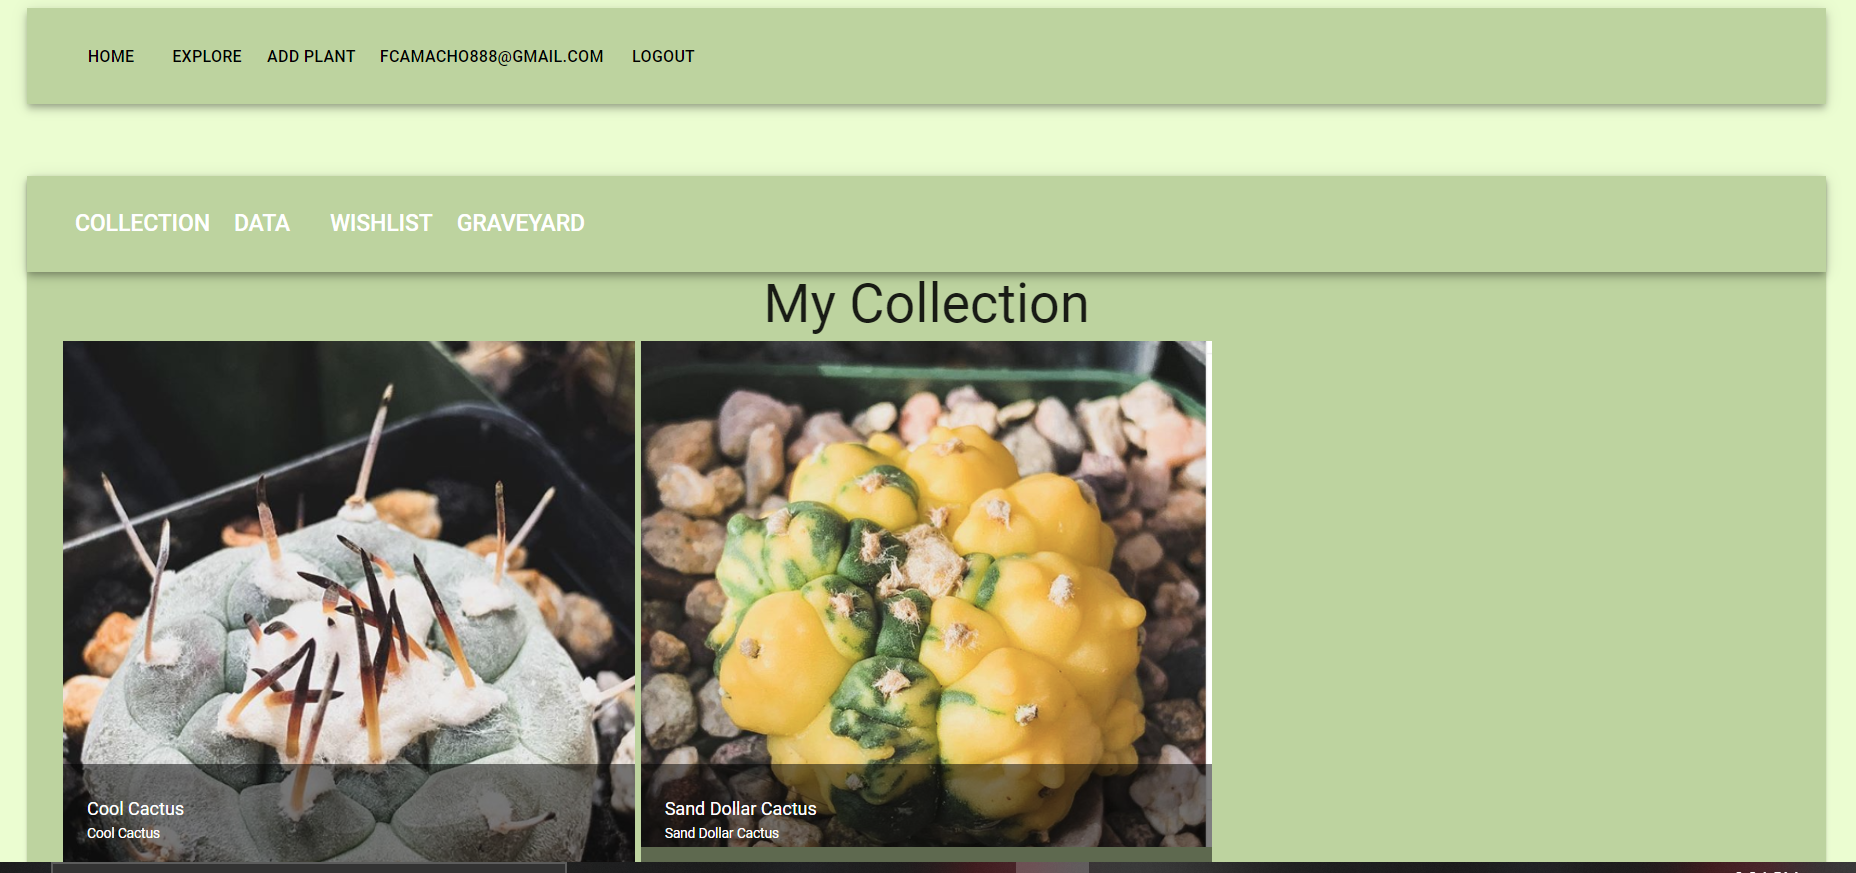 HOME EXPLORE ADD PLANT FCAMACHO888@GMAIL.COM LOGOUT
COLLECTION DATA WISHLIST GRAVEYARD
My Collection
Cool Cactus
Cool Cactus
Sand Dollar Cactus
Sand Dollar Cactus